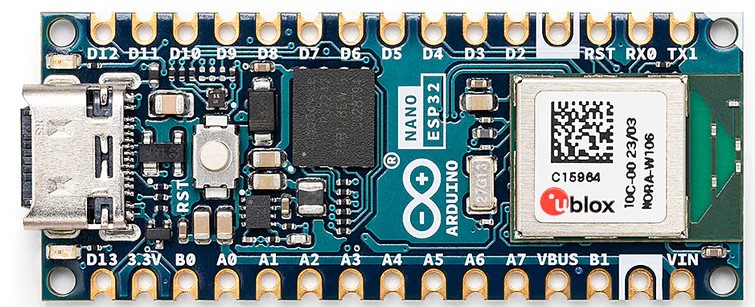 D12 D11 D10 D9 D8 D7 D6 D5 D4 D3 D2 RST RX0 TX1
NANO
ESP32
®
ARDUINO
RST
C15964
ublox
10C-00 23/03
NORA-W106
D13 3.3V B0 A0 A1 A2 A3 A4 A5 A6 A7 VBUS B1 VIN